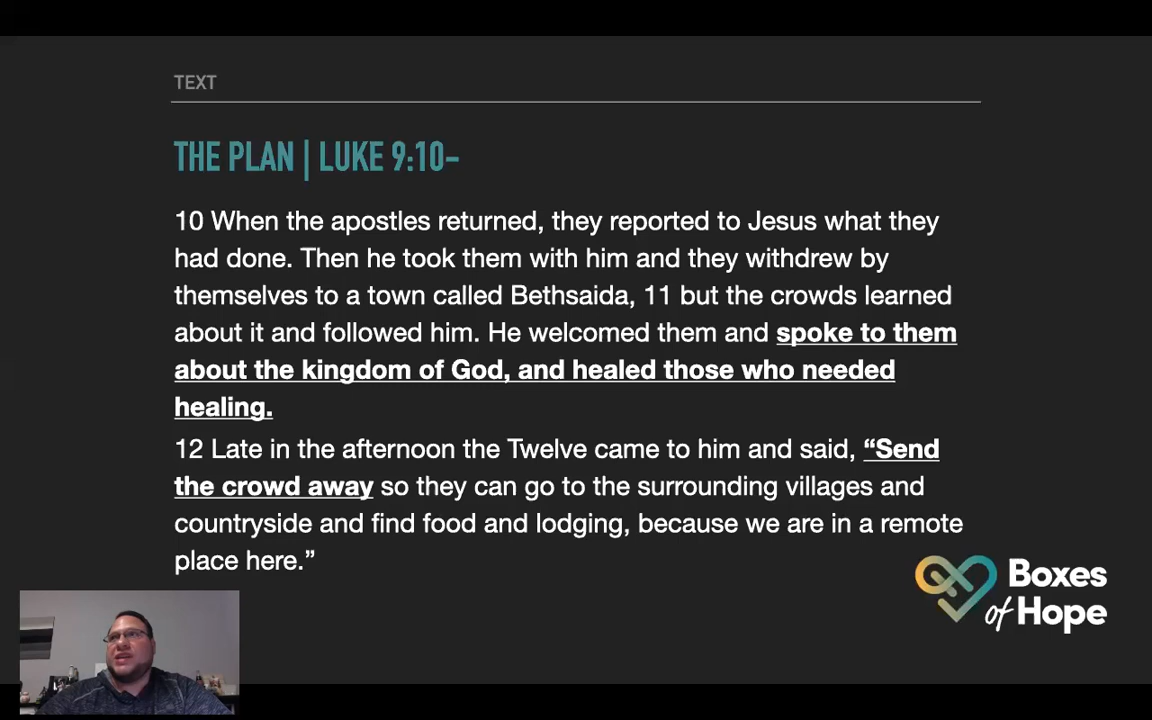 TEXT
THE PLAN | LUKE 9:10-
10 When the apostles returned, they reported to Jesus what they
had done. Then he took them with him and they withdrew by
themselves to a town called Bethsaida, 11 but the crowds learned
about it and followed him. He welcomed them and spoke to them
about the kingdom of God, and healed those who needed
healing.
12 Late in the afternoon the Twelve came to him and said, “Send
the crowd away so they can go to the surrounding villages and
countryside and find food and lodging, because we are in a remote
place here.”
Boxes
of Hope